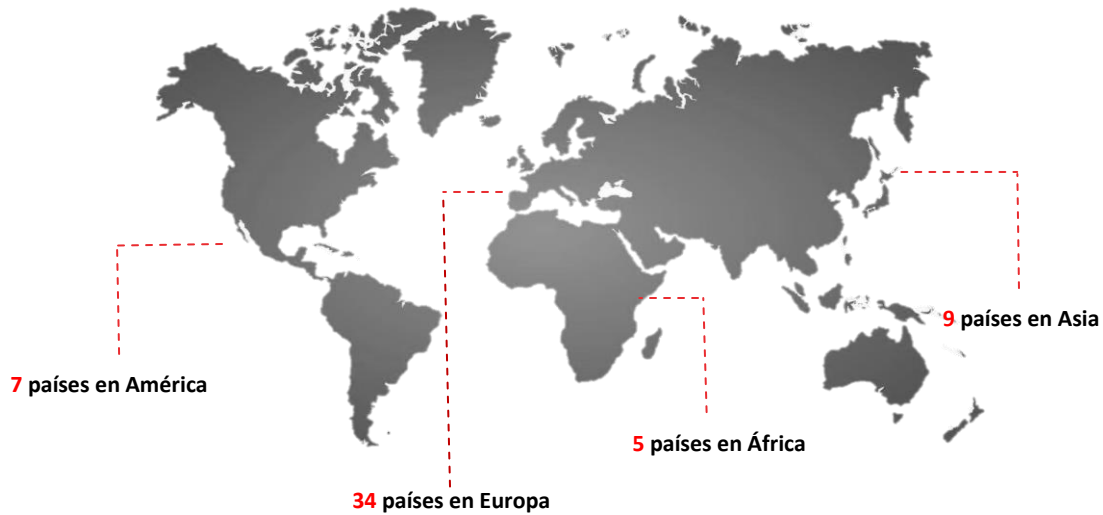 9 países en Asia
7 países en América
5 países en África
34 países en Europa